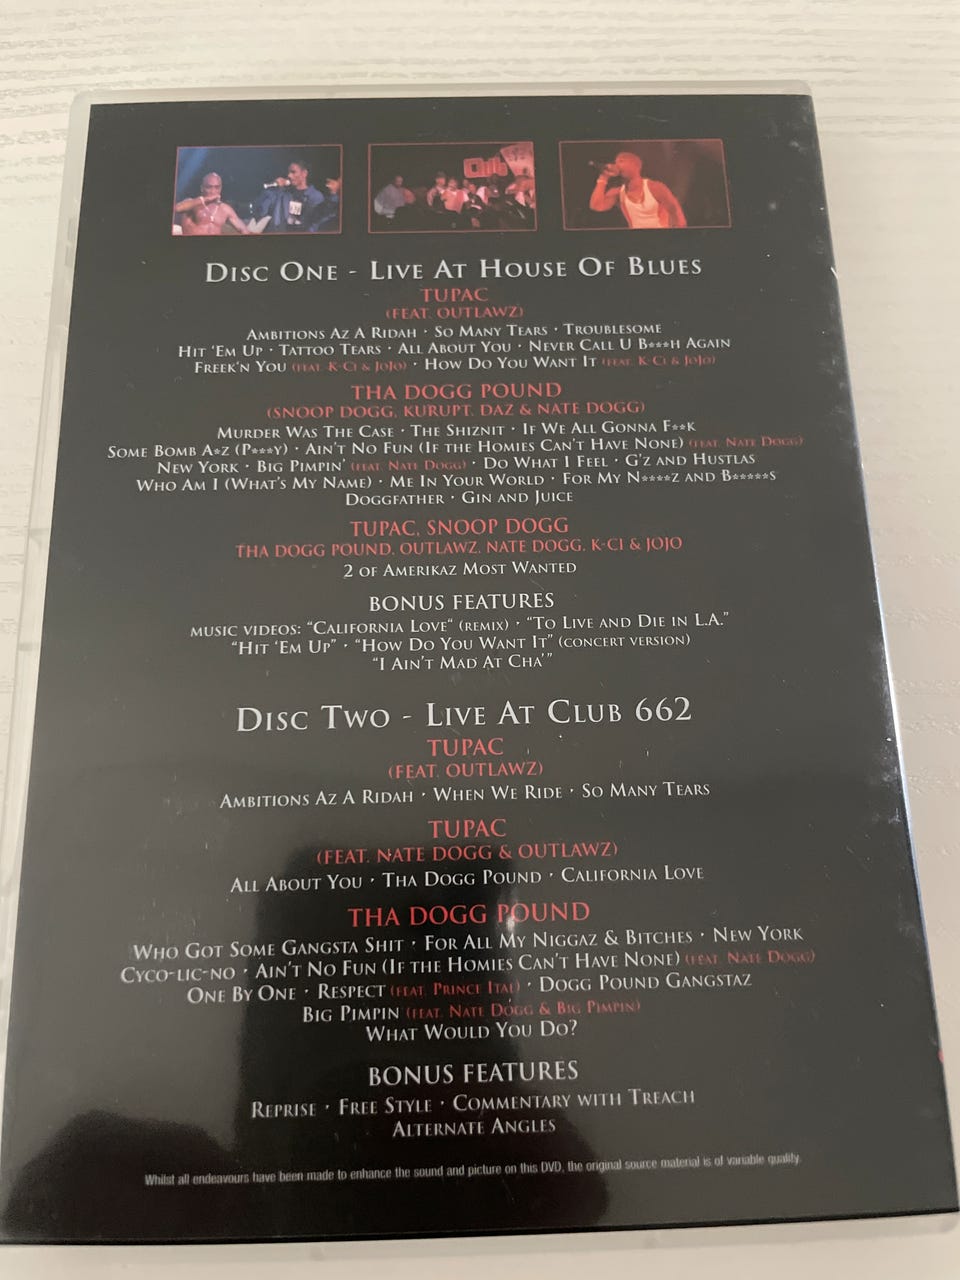 Club
DISC ONE - LIVE AT HOUSE OF BLUES
TUPAC
(FEAT. OUTLAWZ)
AMBITIONS AZ A RIDAH · SO MANY TEARS · TROUBLESOME
HIT 'EM UP · TATTOO TEARS · ALL ABOUT YOU · NEVER CALL U B***H AGAIN
FREEK'N YOU (FEAT. K-CI & JOJO) · HOW DO YOU WANT IT (FEAT. K-CI & JOJO)
THA DOGG POUND
(SNOOP DOGG, KURUPT, DAZ & NATE DOGG)
MURDER WAS THE CASE · THE SHIZNIT · IF WE ALL GONNA F**K
SOME BOMB A*Z (P***Y) · AIN'T NO FUN (IF THE HOMIES CAN'T HAVE NONE) (FEAT. NATE DOGG)
NEW YORK · BIG PIMPIN' (FEAT. NATE DOGG) · DO WHAT I FEEL · G'Z AND HUSTLAS
WHO AM I (WHAT'S MY NAME) · ME IN YOUR WORLD · FOR MY N****Z AND B*****S
DOGGFATHER · GIN AND JUICE
TUPAC, SNOOP DOGG
THA DOGG POUND, OUTLAWZ, NATE DOGG, K-CI & JOJO
2 OF AMERIKAZ MOST WANTED
BONUS FEATURES
MUSIC VIDEOS: "CALIFORNIA LOVE" (REMIX) · "TO LIVE AND DIE IN L.A."
"HIT 'EM UP" · "HOW DO YOU WANT IT" (CONCERT VERSION)
"I AIN'T MAD AT CHA'"
DISC TWO - LIVE AT CLUB 662
TUPAC
(FEAT. OUTLAWZ)
AMBITIONS AZ A RIDAH · WHEN WE RIDE · SO MANY TEARS
TUPAC
(FEAT. NATE DOGG & OUTLAWZ)
ALL ABOUT YOU · THA DOGG POUND · CALIFORNIA LOVE
THA DOGG POUND
WHO GOT SOME GANGSTA SHIT · FOR ALL MY NIGGAZ & BITCHES · NEW YORK
CYCO-LIC-NO · AIN'T NO FUN (IF THE HOMIES CAN'T HAVE NONE) (FEAT. NATE DOGG)
ONE BY ONE · RESPECT (FEAT. PRINCE ITAL) · DOGG POUND GANGSTAZ
BIG PIMPIN (FEAT. NATE DOGG & BIG PIMPIN)
WHAT WOULD YOU DO?
BONUS FEATURES
REPRISE · FREE STYLE · COMMENTARY WITH TREACH
ALTERNATE ANGLES
Whilst all endeavours have been made to enhance the sound and picture on this DVD, the original source material is of variable quality.